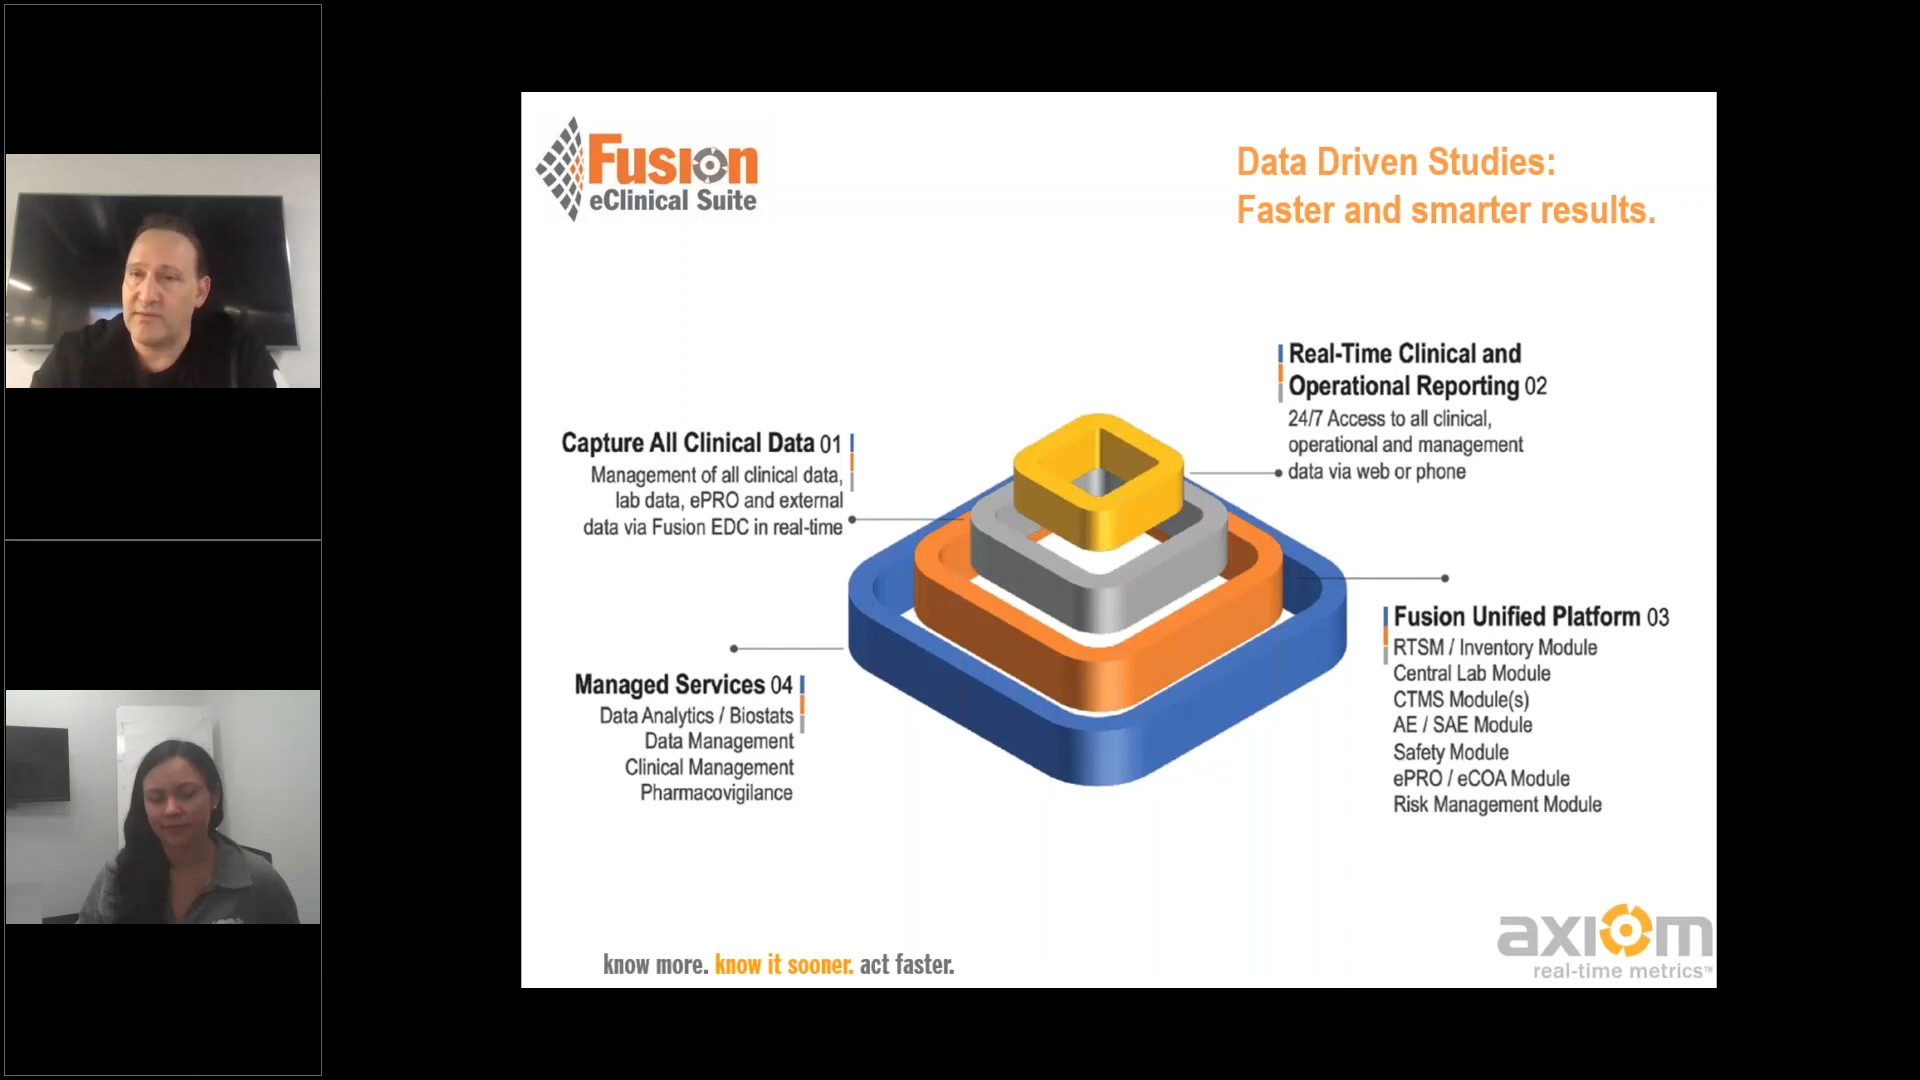 Fusion
eClinical Suite
Data Driven Studies:
Faster and smarter results.
Real-Time Clinical and
Operational Reporting 02
24/7 Access to all clinical,
operational and management
data via web or phone
Capture All Clinical Data 01
Management of all clinical data,
lab data, ePRO and external
data via Fusion EDC in real-time
Fusion Unified Platform 03
RTSM / Inventory Module
Central Lab Module
CTMS Module(s)
AE / SAE Module
Safety Module
ePRO / eCOA Module
Risk Management Module
Managed Services 04
Data Analytics / Biostats
Data Management
Clinical Management
Pharmacovigilance
know more. know it sooner. act faster.
axiom
real-time metrics™